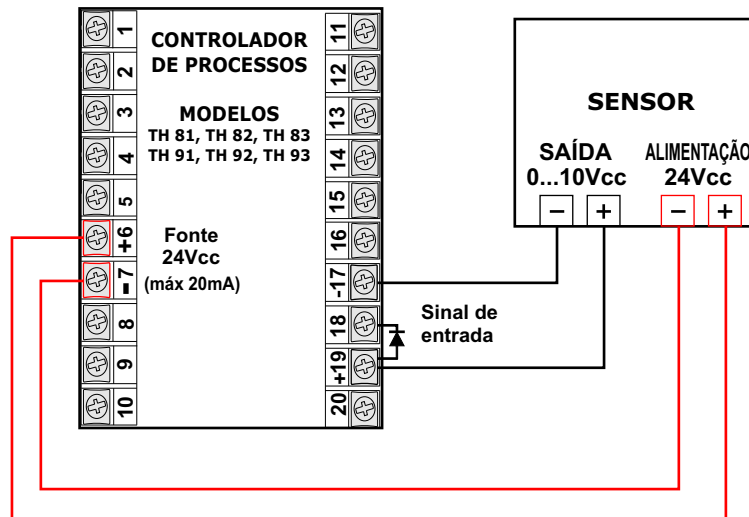 CONTROLADOR
DE PROCESSOS
MODELOS
TH 81, TH 82, TH 83
TH 91, TH 92, TH 93
1
2
3
4
5
+6
-7
8
9
10
Fonte
24Vcc
(máx 20mA)
11
12
13
14
15
16
-17
18
+19
20
Sinal de
entrada
SENSOR
SAÍDA
0...10Vcc
ALIMENTAÇÃO
24Vcc
− +
− +